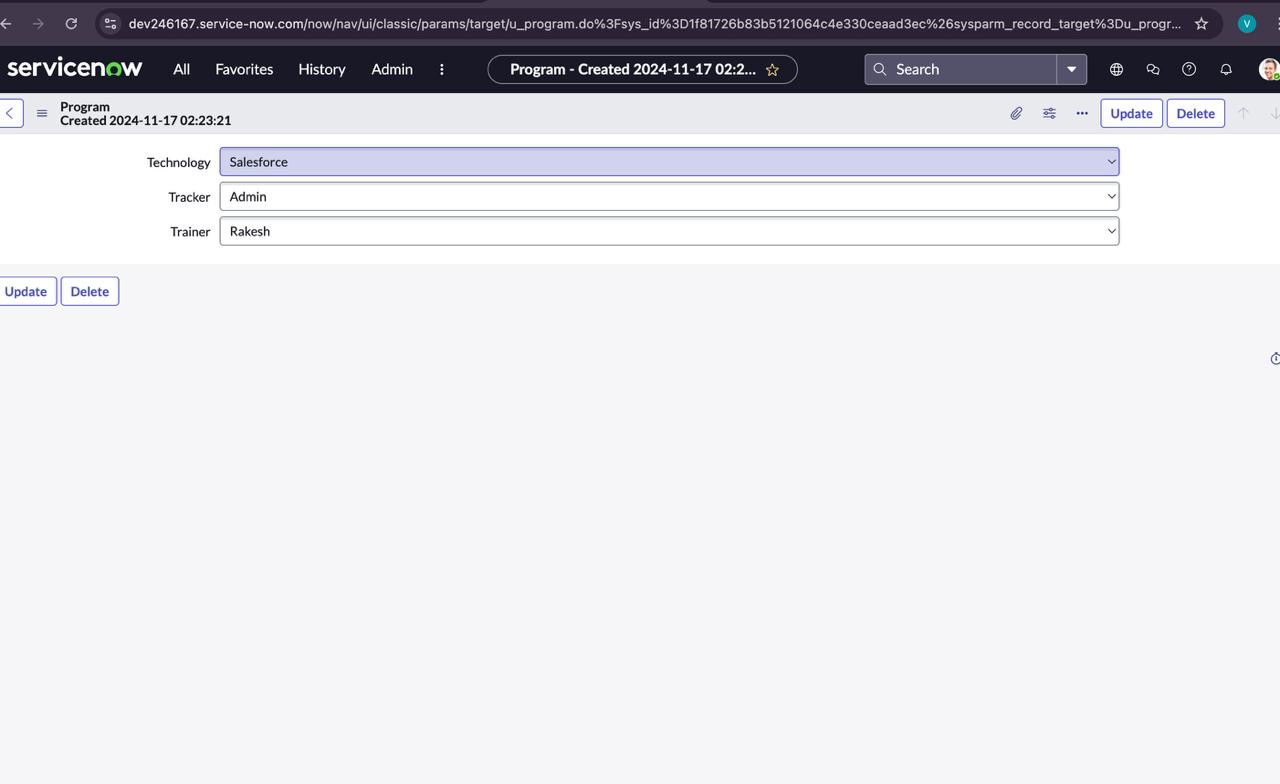 dev246167.service-now.com/now/nav/ui/classic/params/target/u_program.do%3Fsys_id%3D1f81726b83b5121064c4e330ceaad3ec%26sysparm_record_target%3Du_progr...
V
servicenow All Favorites History Admin Program - Created 2024-11-17 02:2... Search
Program
Created 2024-11-17 02:23:21
Update Delete
Technology Salesforce
Tracker Admin
Trainer Rakesh
Update Delete